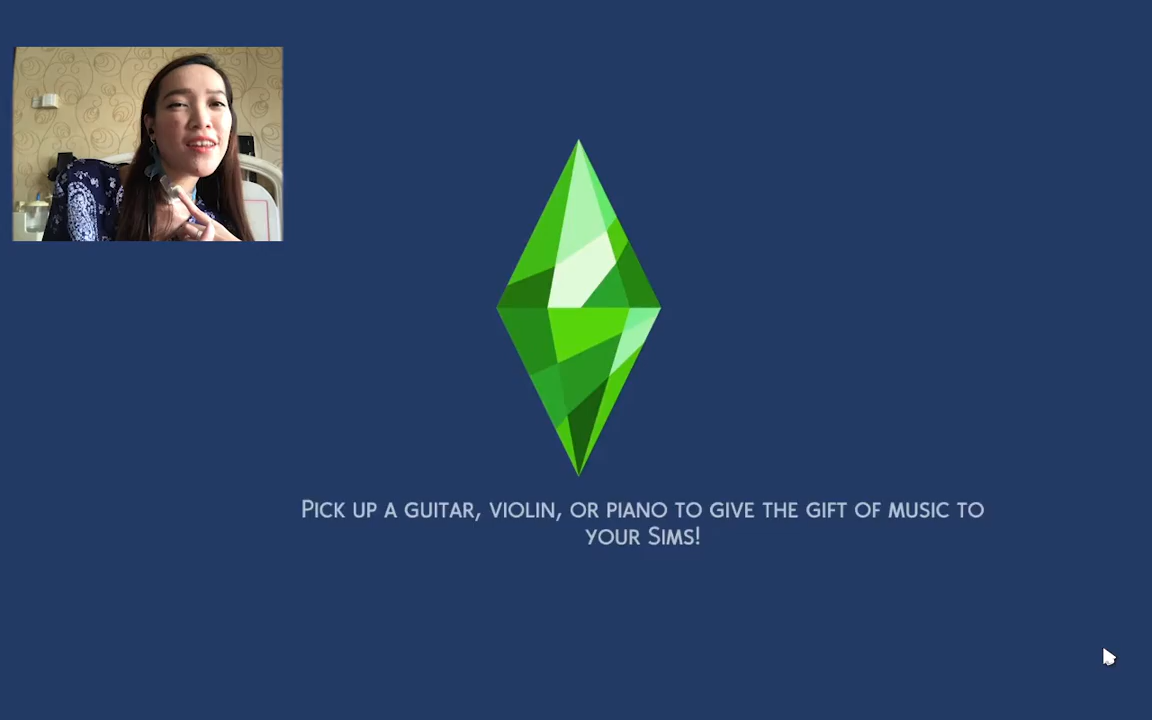 Pick up a guitar, violin, or piano to give the gift of music to
your Sims!